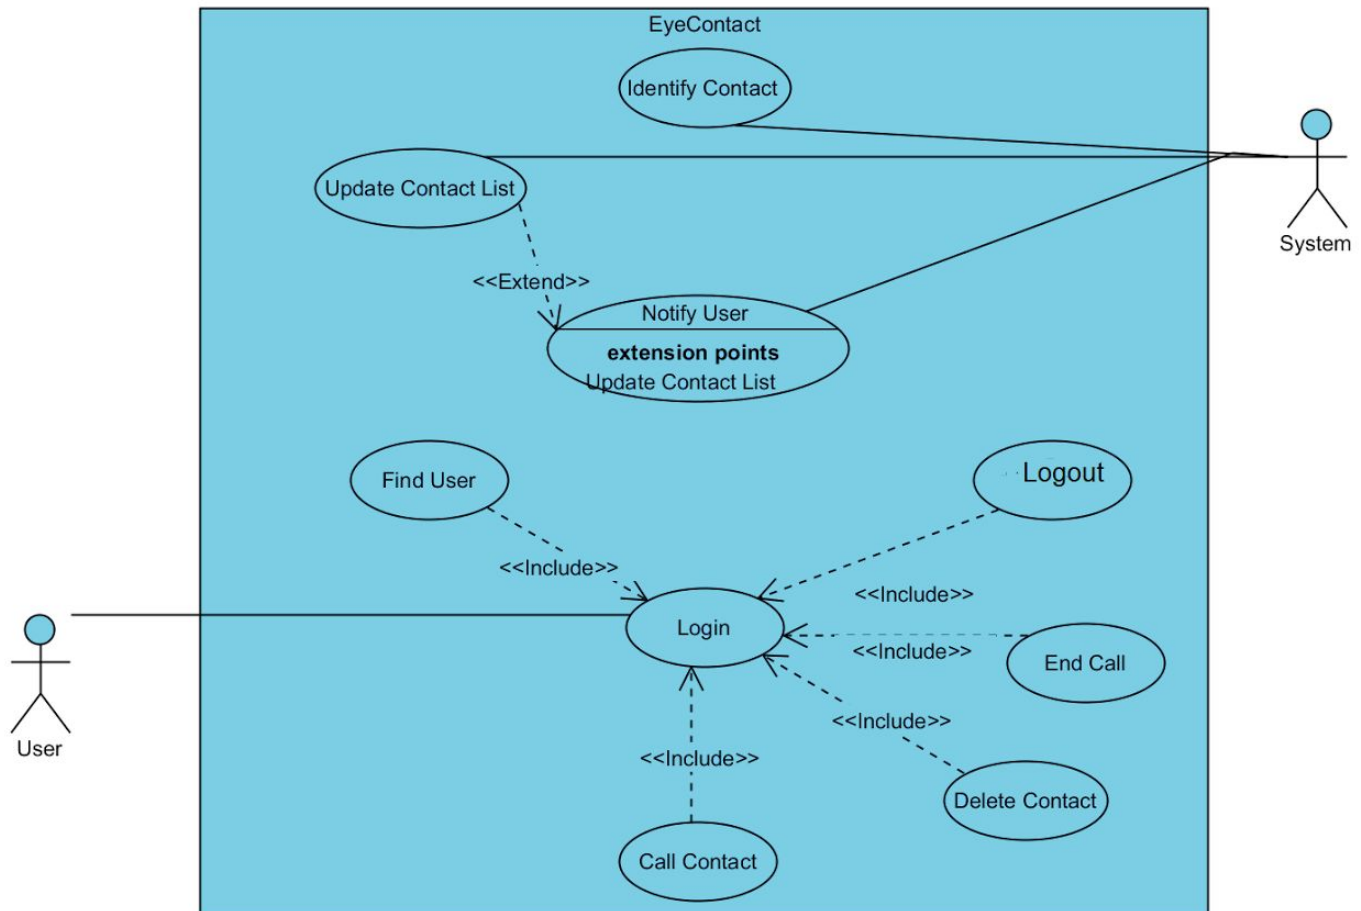 EyeContact
Identify Contact
Update Contact List
System
<<Extend>>
Notify User
extension points
Update Contact List
Find User
Logout
<<Include>>
<<Include>>
Login
<<Include>>
End Call
User
<<Include>>
<<Include>>
Delete Contact
Call Contact